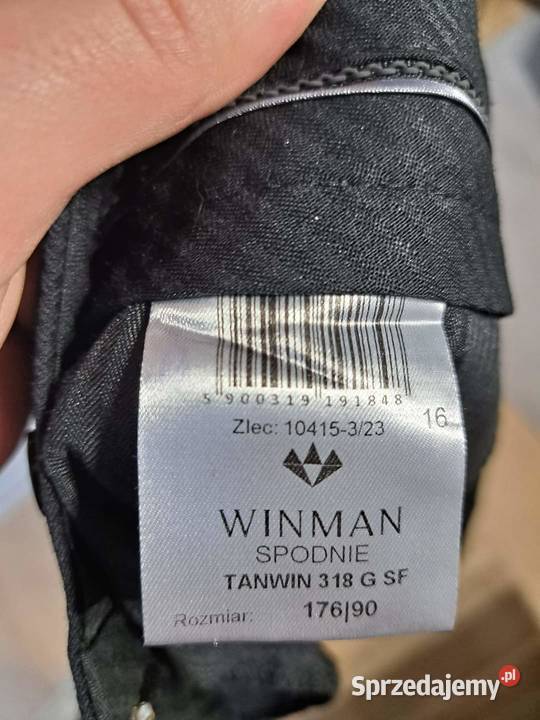 5 900319 191848
Zlec: 10415-3/23
16
WINMAN
SPODNIE
TANWIN 318 G SF
Rozmiar: 176|90
Sprzedajemy.pl